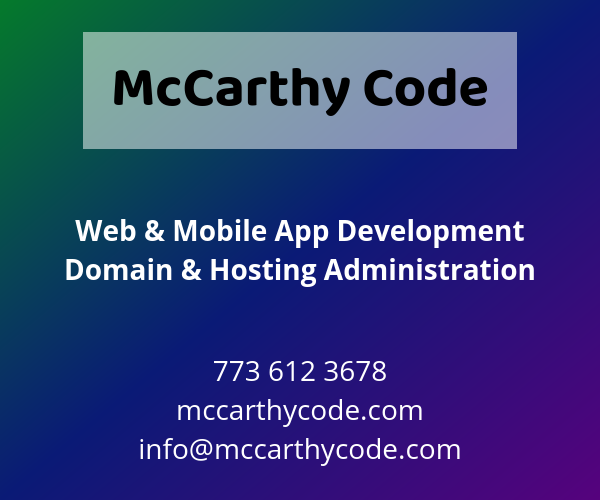 McCarthy Code
Web & Mobile App Development
Domain & Hosting Administration
773 612 3678
mccarthycode.com
info@mccarthycode.com